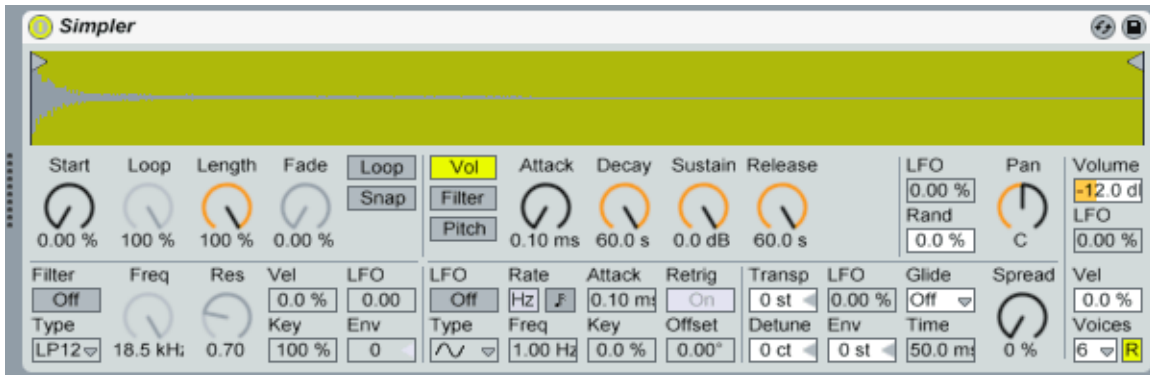 Simpler
Start Loop Length Fade Loop Vol Attack Decay Sustain Release LFO Pan Volume
Snap Filter 0.00 % -12.0 d
Pitch Rand LFO
0.00 % 100 % 100 % 0.00 % 0.10 ms 60.0 s 0.0 dB 60.0 s 0.0 % C 0.00 %
Filter Freq Res Vel LFO LFO Rate Attack Retrig Transp LFO Glide Spread Vel
Off 0.0 % 0.00 Off Hz 0.10 m On 0 st 0.00 % Off 0.0 %
Type Key Env Type Freq Key Offset Detune Env Time Voices
LP12 18.5 kHz 0.70 100 % 0 1.00 Hz 0.0 % 0.00° 0 ct 0 st 50.0 m 0 % 6 R